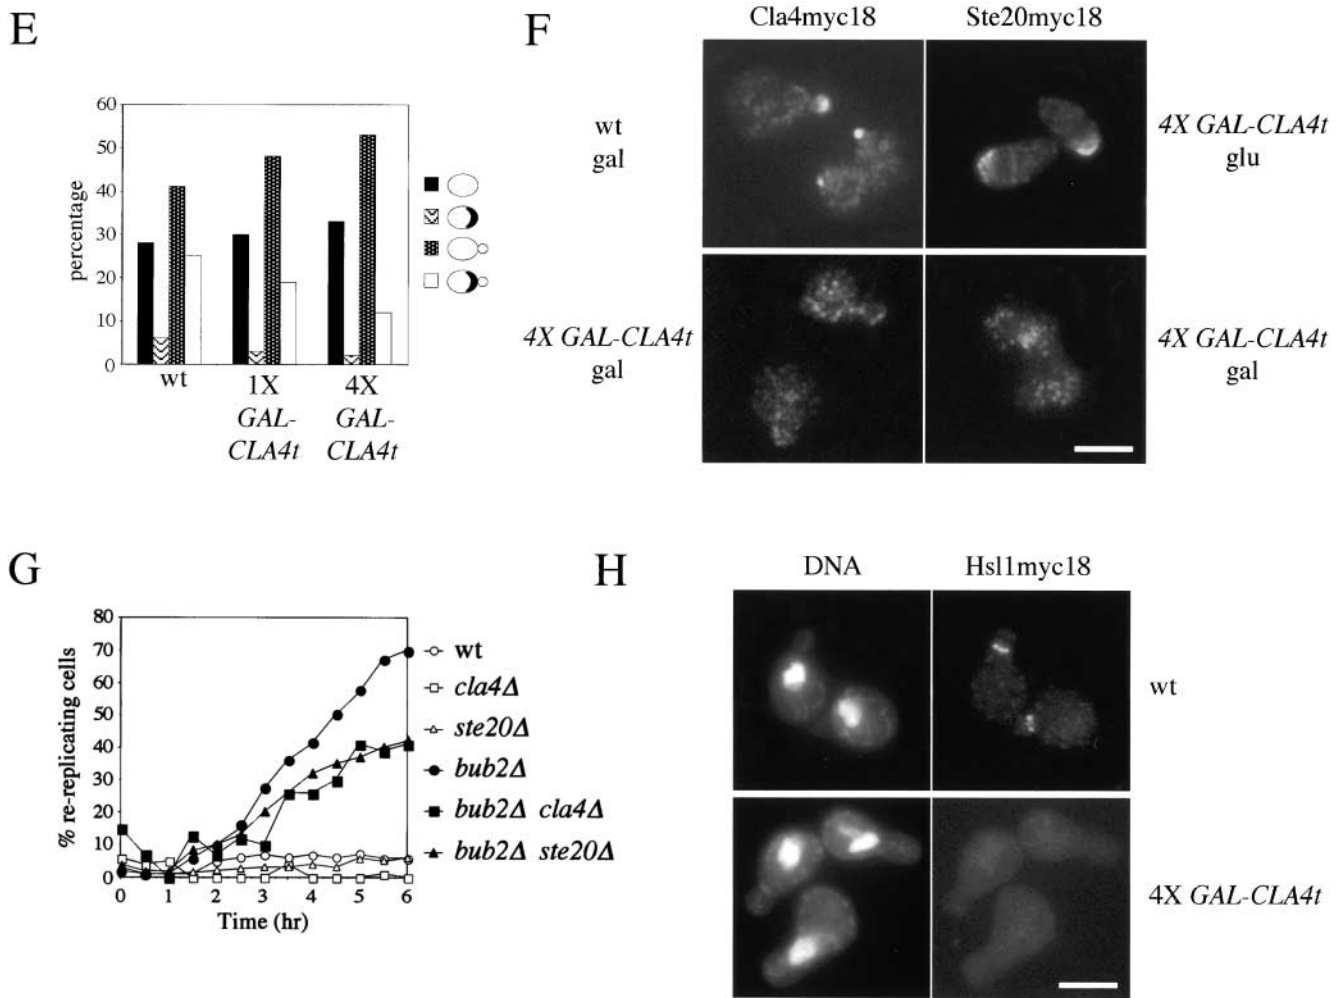 E
60
50
40
30
20
10
0
percentage
wt
1X
GAL-
CLA4t
4X
GAL-
CLA4t
F
Cla4myc18
Ste20myc18
wt
gal
4X GAL-CLA4t
glu
4X GAL-CLA4t
gal
4X GAL-CLA4t
gal
G
80
70
60
50
40
30
20
10
0
% re-replicating cells
0 1 2 3 4 5 6
Time (hr)
wt
cla4Δ
ste20Δ
bub2Δ
bub2Δ cla4Δ
bub2Δ ste20Δ
H
DNA
Hsl1myc18
wt
4X GAL-CLA4t